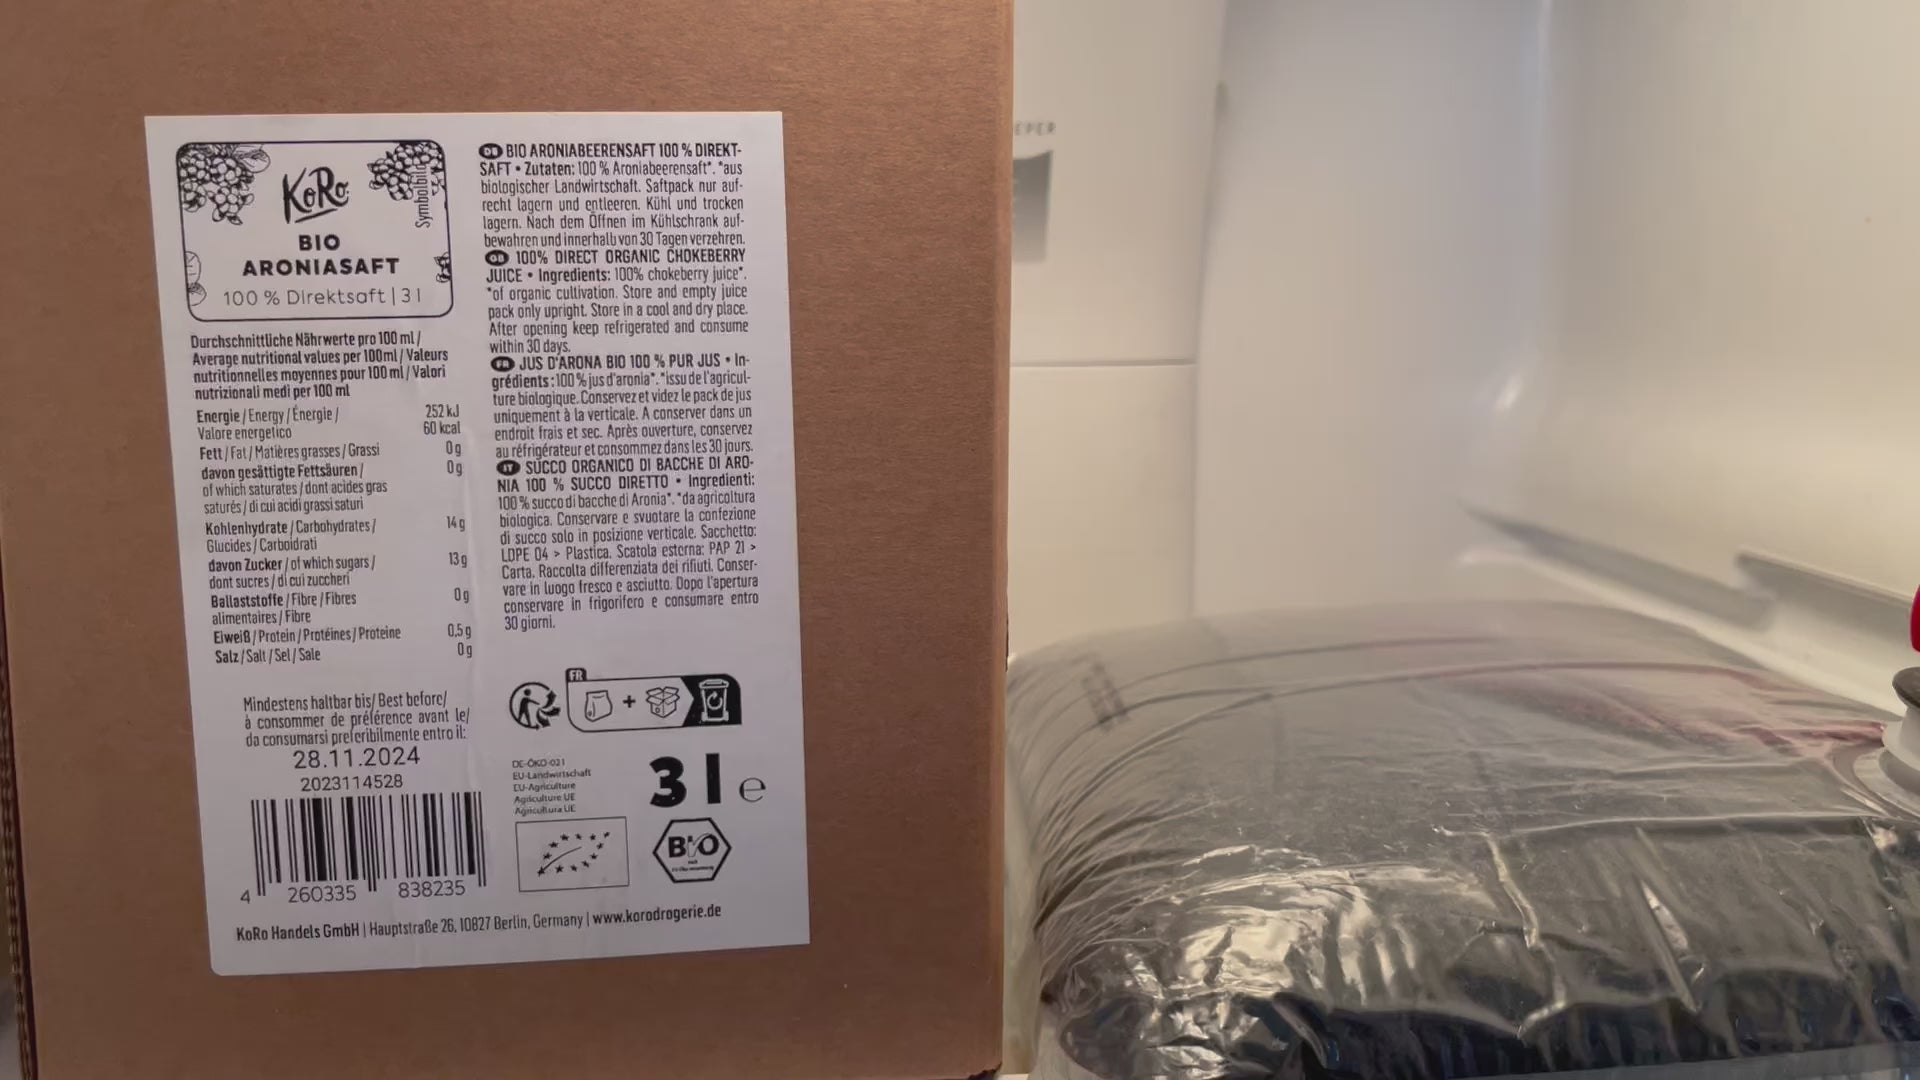 KoRo
Symbolbild
BIO
ARONIASAFT
100 % Direktsaft | 3 l
Durchschnittliche Nährwerte pro 100 ml /
Average nutritional values per 100ml / Valeurs
nutritionnelles moyennes pour 100 ml / Valori
nutrizionali medi per 100 ml
Energie / Energy / Énergie / 252 kJ
Valore energetico 60 kcal
Fett / Fat / Matières grasses / Grassi 0 g
davon gesättigte Fettsäuren / 0 g
of which saturates / dont acides gras
saturés / di cui acidi grassi saturi
Kohlenhydrate / Carbohydrates / 14 g
Glucides / Carboidrati
davon Zucker / of which sugars / 13 g
dont sucres / di cui zuccheri
Ballaststoffe / Fibre / Fibres 0 g
alimentaires / Fibre
Eiweiß / Protein / Protéines / Proteine 0,5 g
Salz / Salt / Sel / Sale 0 g
Mindestens haltbar bis/ Best before/
à consommer de préférence avant le/
da consumarsi preferibilmente entro il:
28.11.2024
2023114528
4 260335 838235
DE BIO ARONIABEERENSAFT 100 % DIREKT-
SAFT • Zutaten: 100 % Aroniabeerensaft*. *aus
biologischer Landwirtschaft. Saftpack nur auf-
recht lagern und entleeren. Kühl und trocken
lagern. Nach dem Öffnen im Kühlschrank auf-
bewahren und innerhalb von 30 Tagen verzehren.
GB 100% DIRECT ORGANIC CHOKEBERRY
JUICE • Ingredients: 100% chokeberry juice*.
*of organic cultivation. Store and empty juice
pack only upright. Store in a cool and dry place.
After opening keep refrigerated and consume
within 30 days.
FR JUS D'ARONA BIO 100 % PUR JUS • In-
grédients : 100 % jus d'aronia*. *issu de l'agricul-
ture biologique. Conservez et videz le pack de jus
uniquement à la verticale. A conserver dans un
endroit frais et sec. Après ouverture, conservez
au réfrigérateur et consommez dans les 30 jours.
IT SUCCO ORGANICO DI BACCHE DI ARO-
NIA 100 % SUCCO DIRETTO • Ingredienti:
100 % succo di bacche di Aronia*. *da agricoltura
biologica. Conservare e svuotare la confezione
di succo solo in posizione verticale. Sacchetto:
LDPE 04 > Plastica. Scatola esterna: PAP 21 >
Carta. Raccolta differenziata dei rifiuti. Conser-
vare in luogo fresco e asciutto. Dopo l'apertura
conservare in frigorifero e consumare entro
30 giorni.
FR
+
DE-ÖKO-021
EU-Landwirtschaft
EU-Agriculture
Agriculture UE
Agricultura UE
3 l e
BIO
KoRo Handels GmbH | Hauptstraße 26, 10827 Berlin, Germany | www.korodrogerie.de
EPER